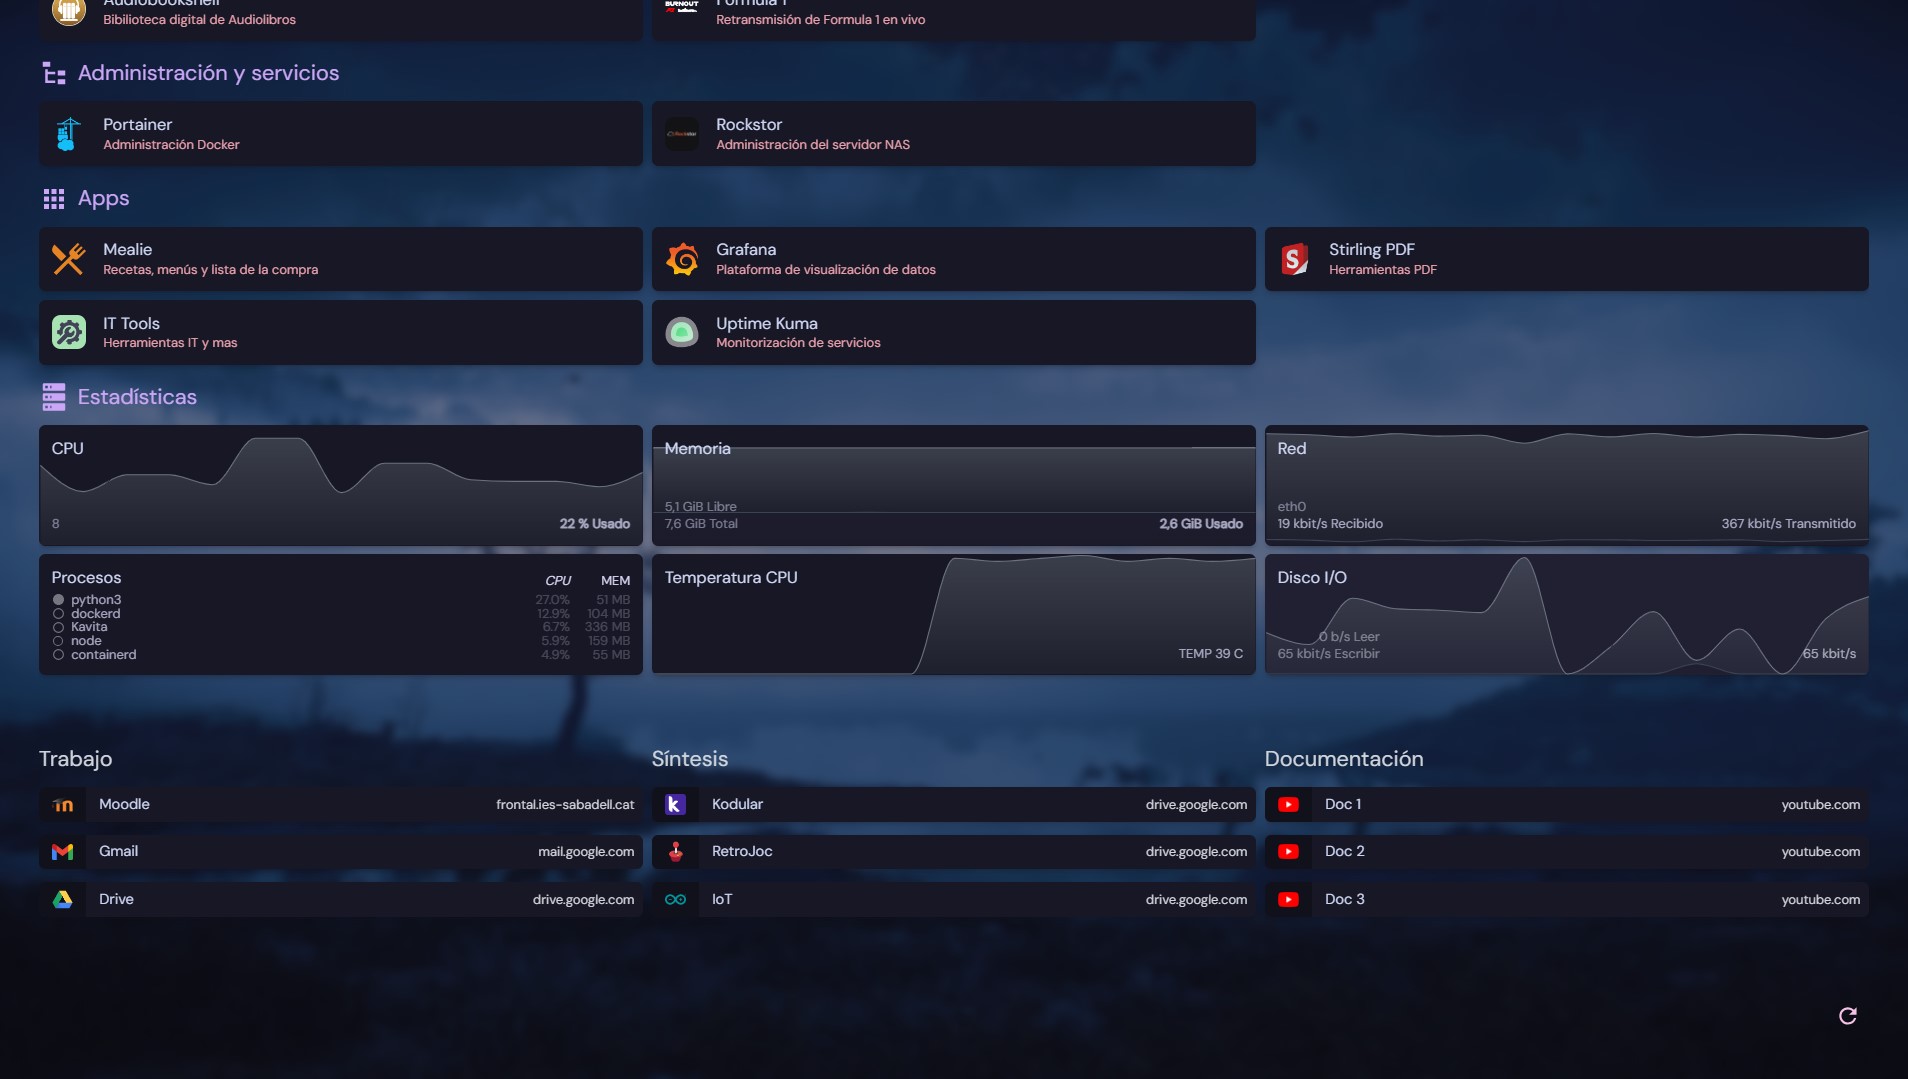 Audiobookshelf
Bibilioteca digital de Audiolibros
BURNOUT
Formula 1
Retransmisión de Formula 1 en vivo
Administración y servicios
Portainer
Administración Docker
Rockstor
Rockstor
Administración del servidor NAS
Apps
Mealie
Recetas, menús y lista de la compra
Grafana
Plataforma de visualización de datos
S
Stirling PDF
Herramientas PDF
IT Tools
Herramientas IT y mas
Uptime Kuma
Monitorización de servicios
Estadísticas
CPU
8
22 % Usado
Memoria
5,1 GiB Libre
7,6 GiB Total
2,6 GiB Usado
Red
eth0
19 kbit/s Recibido
367 kbit/s Transmitido
Procesos CPU MEM
python3 27.0% 51 MB
dockerd 12.9% 104 MB
Kavita 6.7% 336 MB
node 5.9% 159 MB
containerd 4.9% 55 MB
Temperatura CPU
TEMP 39 C
Disco I/O
0 b/s Leer
65 kbit/s Escribir
65 kbit/s
Trabajo
m Moodle frontal.ies-sabadell.cat
Gmail mail.google.com
Drive drive.google.com
Síntesis
k Kodular drive.google.com
RetroJoc drive.google.com
IoT drive.google.com
Documentación
Doc 1 youtube.com
Doc 2 youtube.com
Doc 3 youtube.com